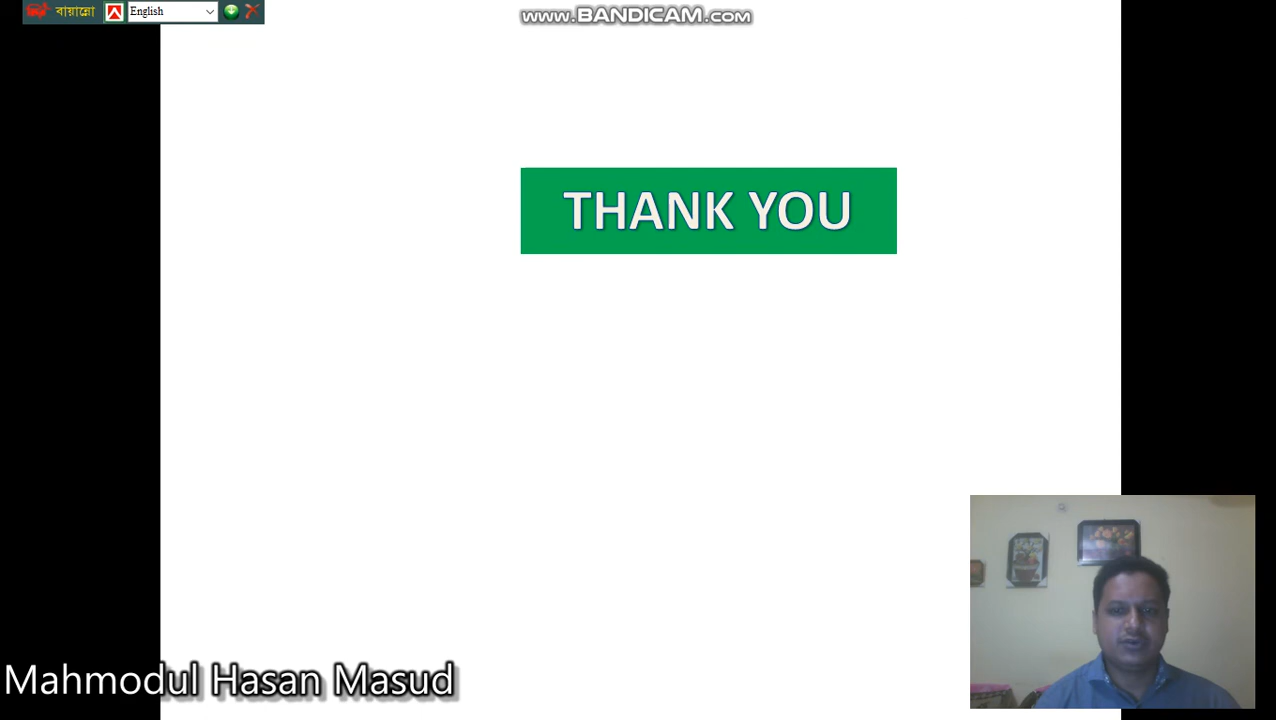 বায়ান্নো English
www.BANDICAM.com
THANK YOU
Mahmodul Hasan Masud